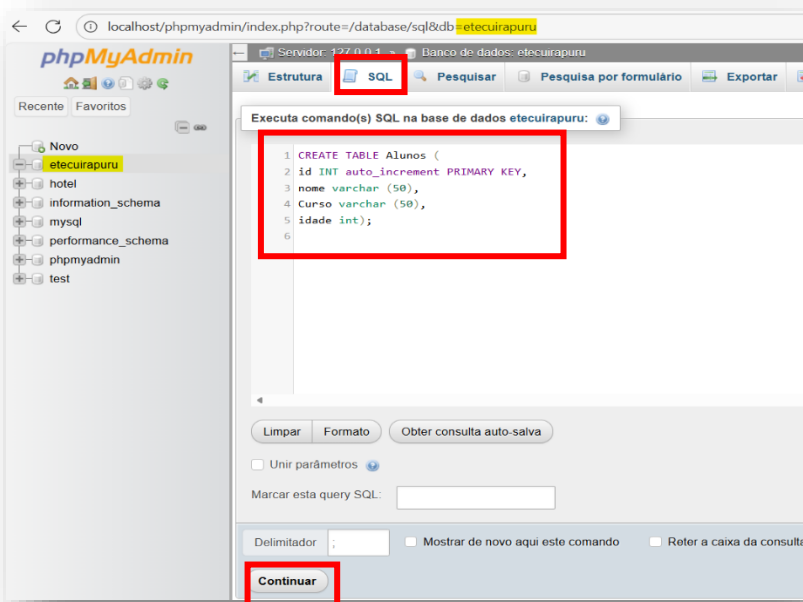 localhost/phpmyadmin/index.php?route=/database/sql&db=etecuirapuru
phpMyAdmin
Recente Favoritos
Novo
etecuirapuru
hotel
information_schema
mysql
performance_schema
phpmyadmin
test
Servidor: 127.0.0.1 » Banco de dados: etecuirapuru
Estrutura SQL Pesquisar Pesquisa por formulário Exportar
Executa comando(s) SQL na base de dados etecuirapuru:
1 CREATE TABLE Alunos (
2 id INT auto_increment PRIMARY KEY,
3 nome varchar (50),
4 Curso varchar (50),
5 idade int);
6
Limpar Formato Obter consulta auto-salva
Unir parâmetros
Marcar esta query SQL:
Delimitador ; Mostrar de novo aqui este comando Reter a caixa da consulta
Continuar